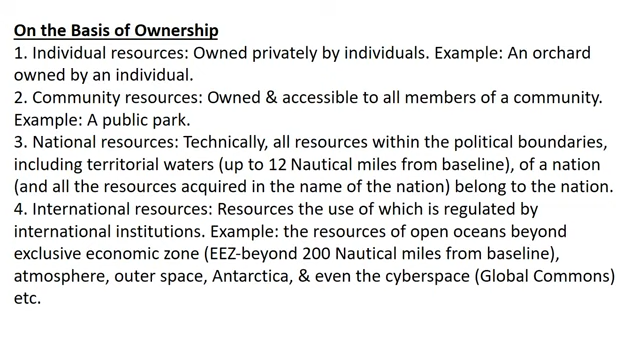 On the Basis of Ownership
1. Individual resources: Owned privately by individuals. Example: An orchard
owned by an individual.
2. Community resources: Owned & accessible to all members of a community.
Example: A public park.
3. National resources: Technically, all resources within the political boundaries,
including territorial waters (up to 12 Nautical miles from baseline), of a nation
(and all the resources acquired in the name of the nation) belong to the nation.
4. International resources: Resources the use of which is regulated by
international institutions. Example: the resources of open oceans beyond
exclusive economic zone (EEZ-beyond 200 Nautical miles from baseline),
atmosphere, outer space, Antarctica, & even the cyberspace (Global Commons)
etc.